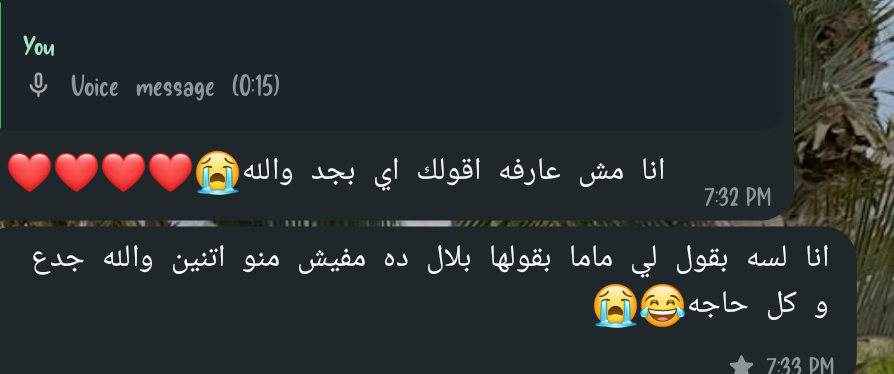 You
Voice message (0:15)
انا مش عارفه اقولك اي بجد والله😭❤️❤️❤️❤️
7:32 PM
انا لسه بقول لي ماما بقولها بلال ده مفيش منو اتنين والله جدع
و كل حاجه😂😭
7:33 PM